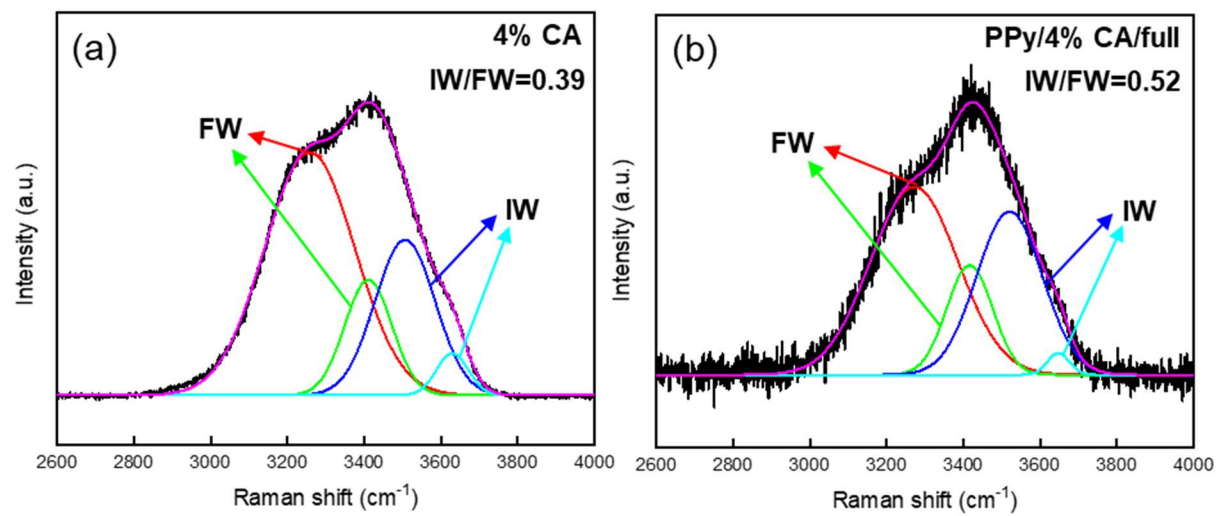 (a)
4% CA
IW/FW=0.39
FW
IW
Intensity (a.u.)
2600 2800 3000 3200 3400 3600 3800 4000
Raman shift (cm⁻¹)
(b)
PPy/4% CA/full
IW/FW=0.52
FW
IW
Intensity (a.u.)
2600 2800 3000 3200 3400 3600 3800 4000
Raman shift (cm⁻¹)